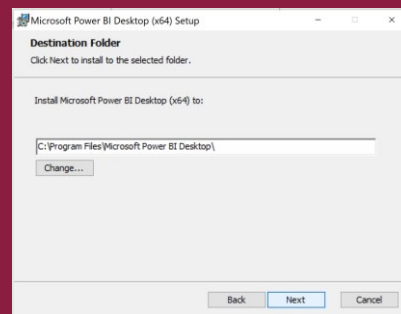 Microsoft Power BI Desktop (x64) Setup
Destination Folder
Click Next to install to the selected folder.
Install Microsoft Power BI Desktop (x64) to:
C:\Program Files\Microsoft Power BI Desktop\
Change...
Back Next Cancel